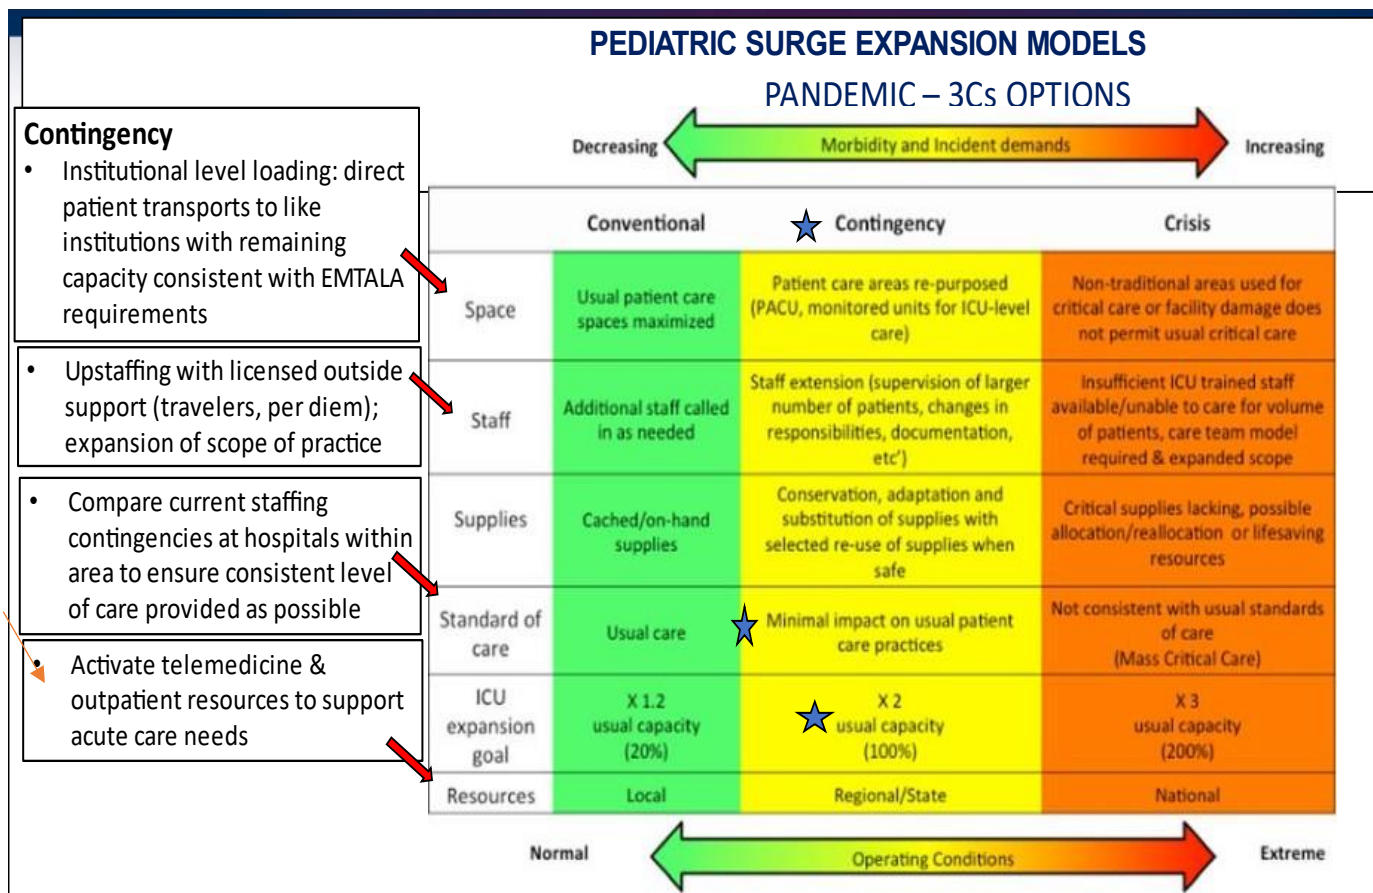 PEDIATRIC SURGE EXPANSION MODELS
PANDEMIC – 3Cs OPTIONS
Contingency
• Institutional level loading: direct
patient transports to like
institutions with remaining
capacity consistent with EMTALA
requirements
• Upstaffing with licensed outside
support (travelers, per diem);
expansion of scope of practice
• Compare current staffing
contingencies at hospitals within
area to ensure consistent level
of care provided as possible
• Activate telemedicine &
outpatient resources to support
acute care needs
Decreasing
Morbidity and Incident demands
Increasing
Conventional
Contingency
Crisis
Space
Usual patient care
spaces maximized
Patient care areas re-purposed
(PACU, monitored units for ICU-level
care)
Non-traditional areas used for
critical care or facility damage does
not permit usual critical care
Staff
Additional staff called
in as needed
Staff extension (supervision of larger
number of patients, changes in
responsibilities, documentation,
etc')
Insufficient ICU trained staff
available/unable to care for volume
of patients, care team model
required & expanded scope
Supplies
Cached/on-hand
supplies
Conservation, adaptation and
substitution of supplies with
selected re-use of supplies when
safe
Critical supplies lacking, possible
allocation/reallocation or lifesaving
resources
Standard of
care
Usual care
Minimal impact on usual patient
care practices
Not consistent with usual standards
of care
(Mass Critical Care)
ICU
expansion
goal
X 1.2
usual capacity
(20%)
X 2
usual capacity
(100%)
X 3
usual capacity
(200%)
Resources
Local
Regional/State
National
Normal
Operating Conditions
Extreme